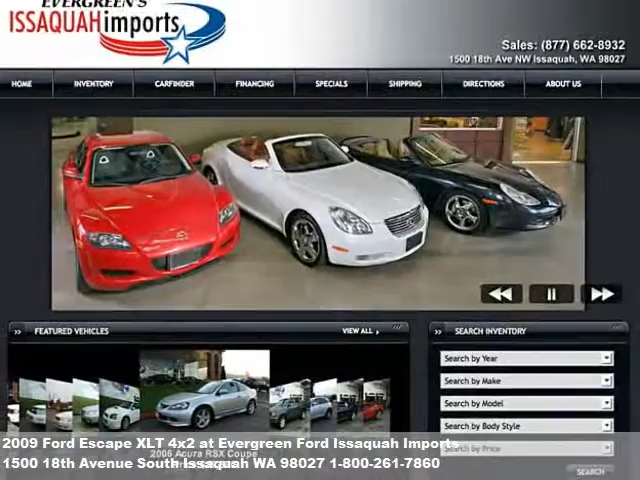 EVERGREEN'S
ISSAQUAH imports
Sales: (877) 662-8932
1500 18th Ave NW Issaquah, WA 98027
HOME INVENTORY CARFINDER FINANCING SPECIALS SHIPPING DIRECTIONS ABOUT US
>> FEATURED VEHICLES VIEW ALL
>> SEARCH INVENTORY
Search by Year
Search by Make
Search by Model
Search by Body Style
Search by Price
2006 Acura RSX Coupe
SEARCH
2009 Ford Escape XLT 4x2 at Evergreen Ford Issaquah Imports
1500 18th Avenue South Issaquah WA 98027 1-800-261-7860